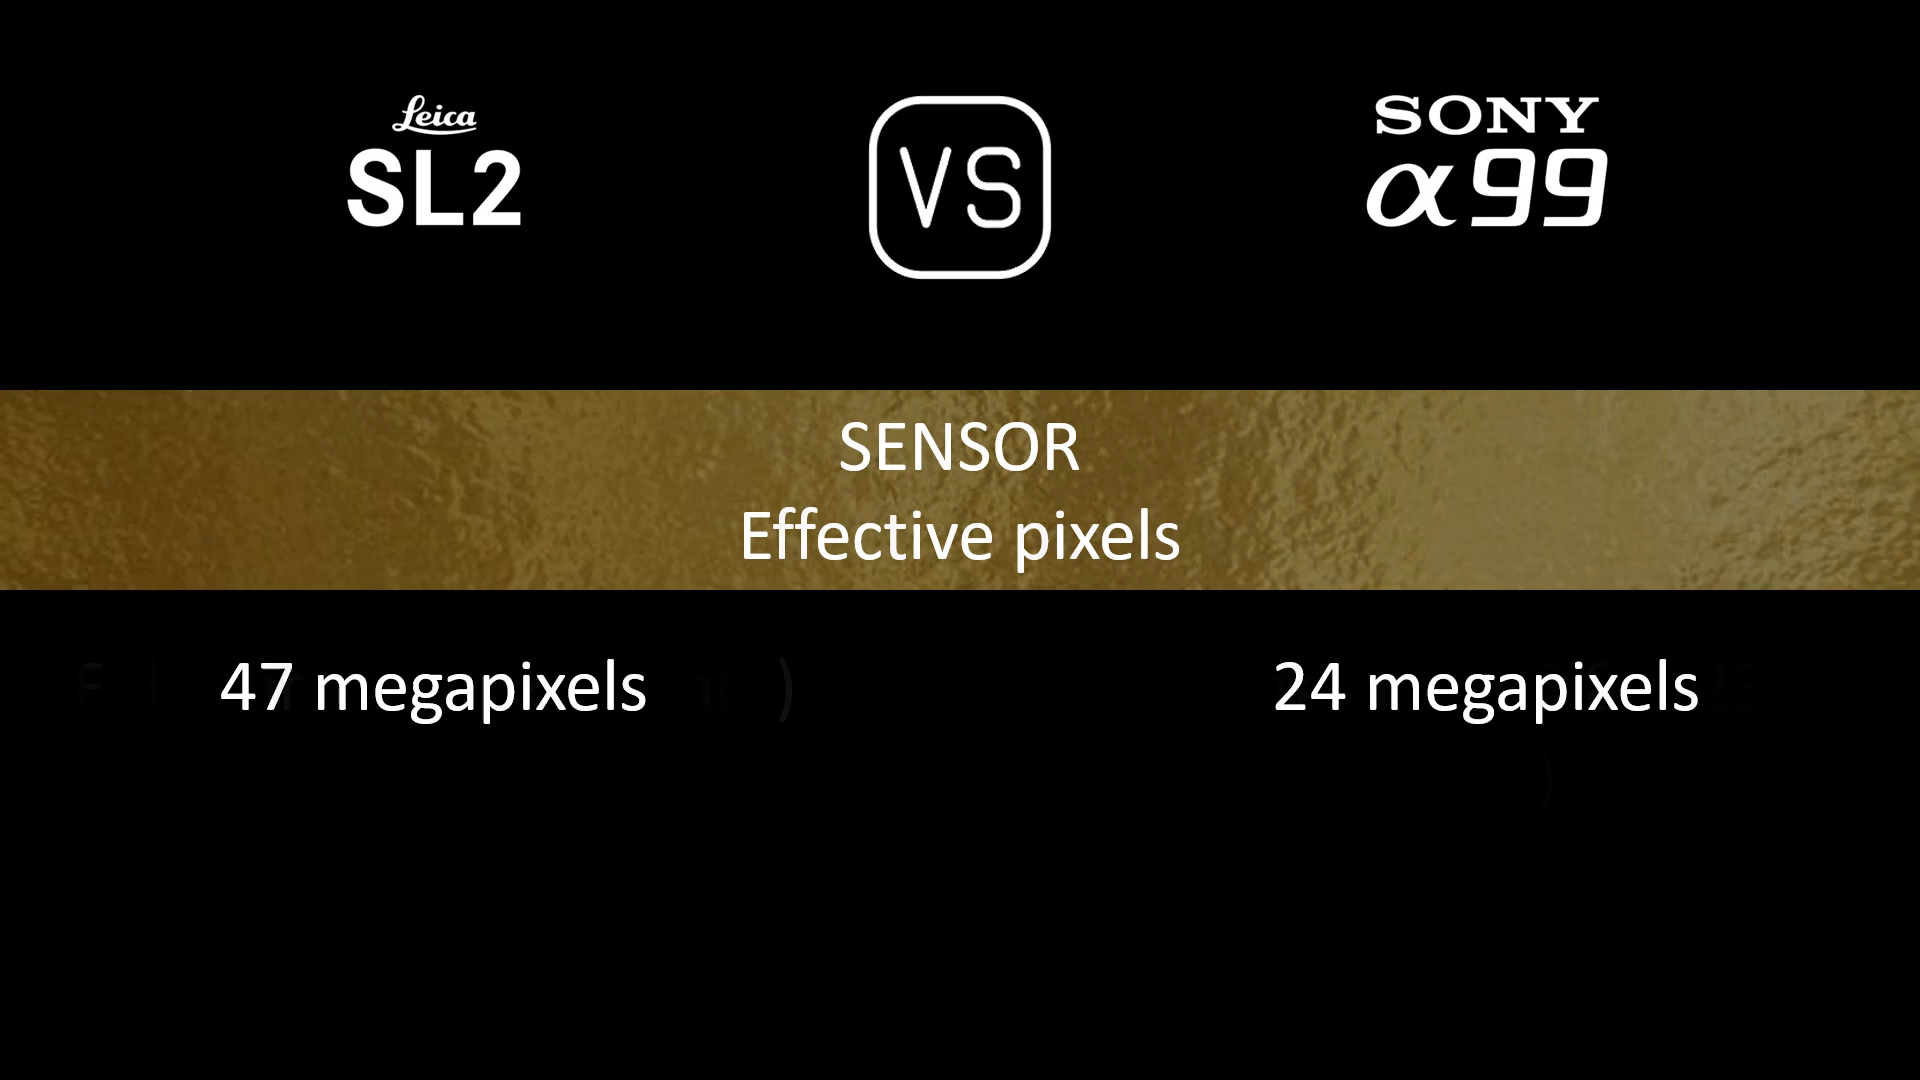 Leica
SL2
VS
SONY
α99
SENSOR
Effective pixels
47 megapixels
24 megapixels